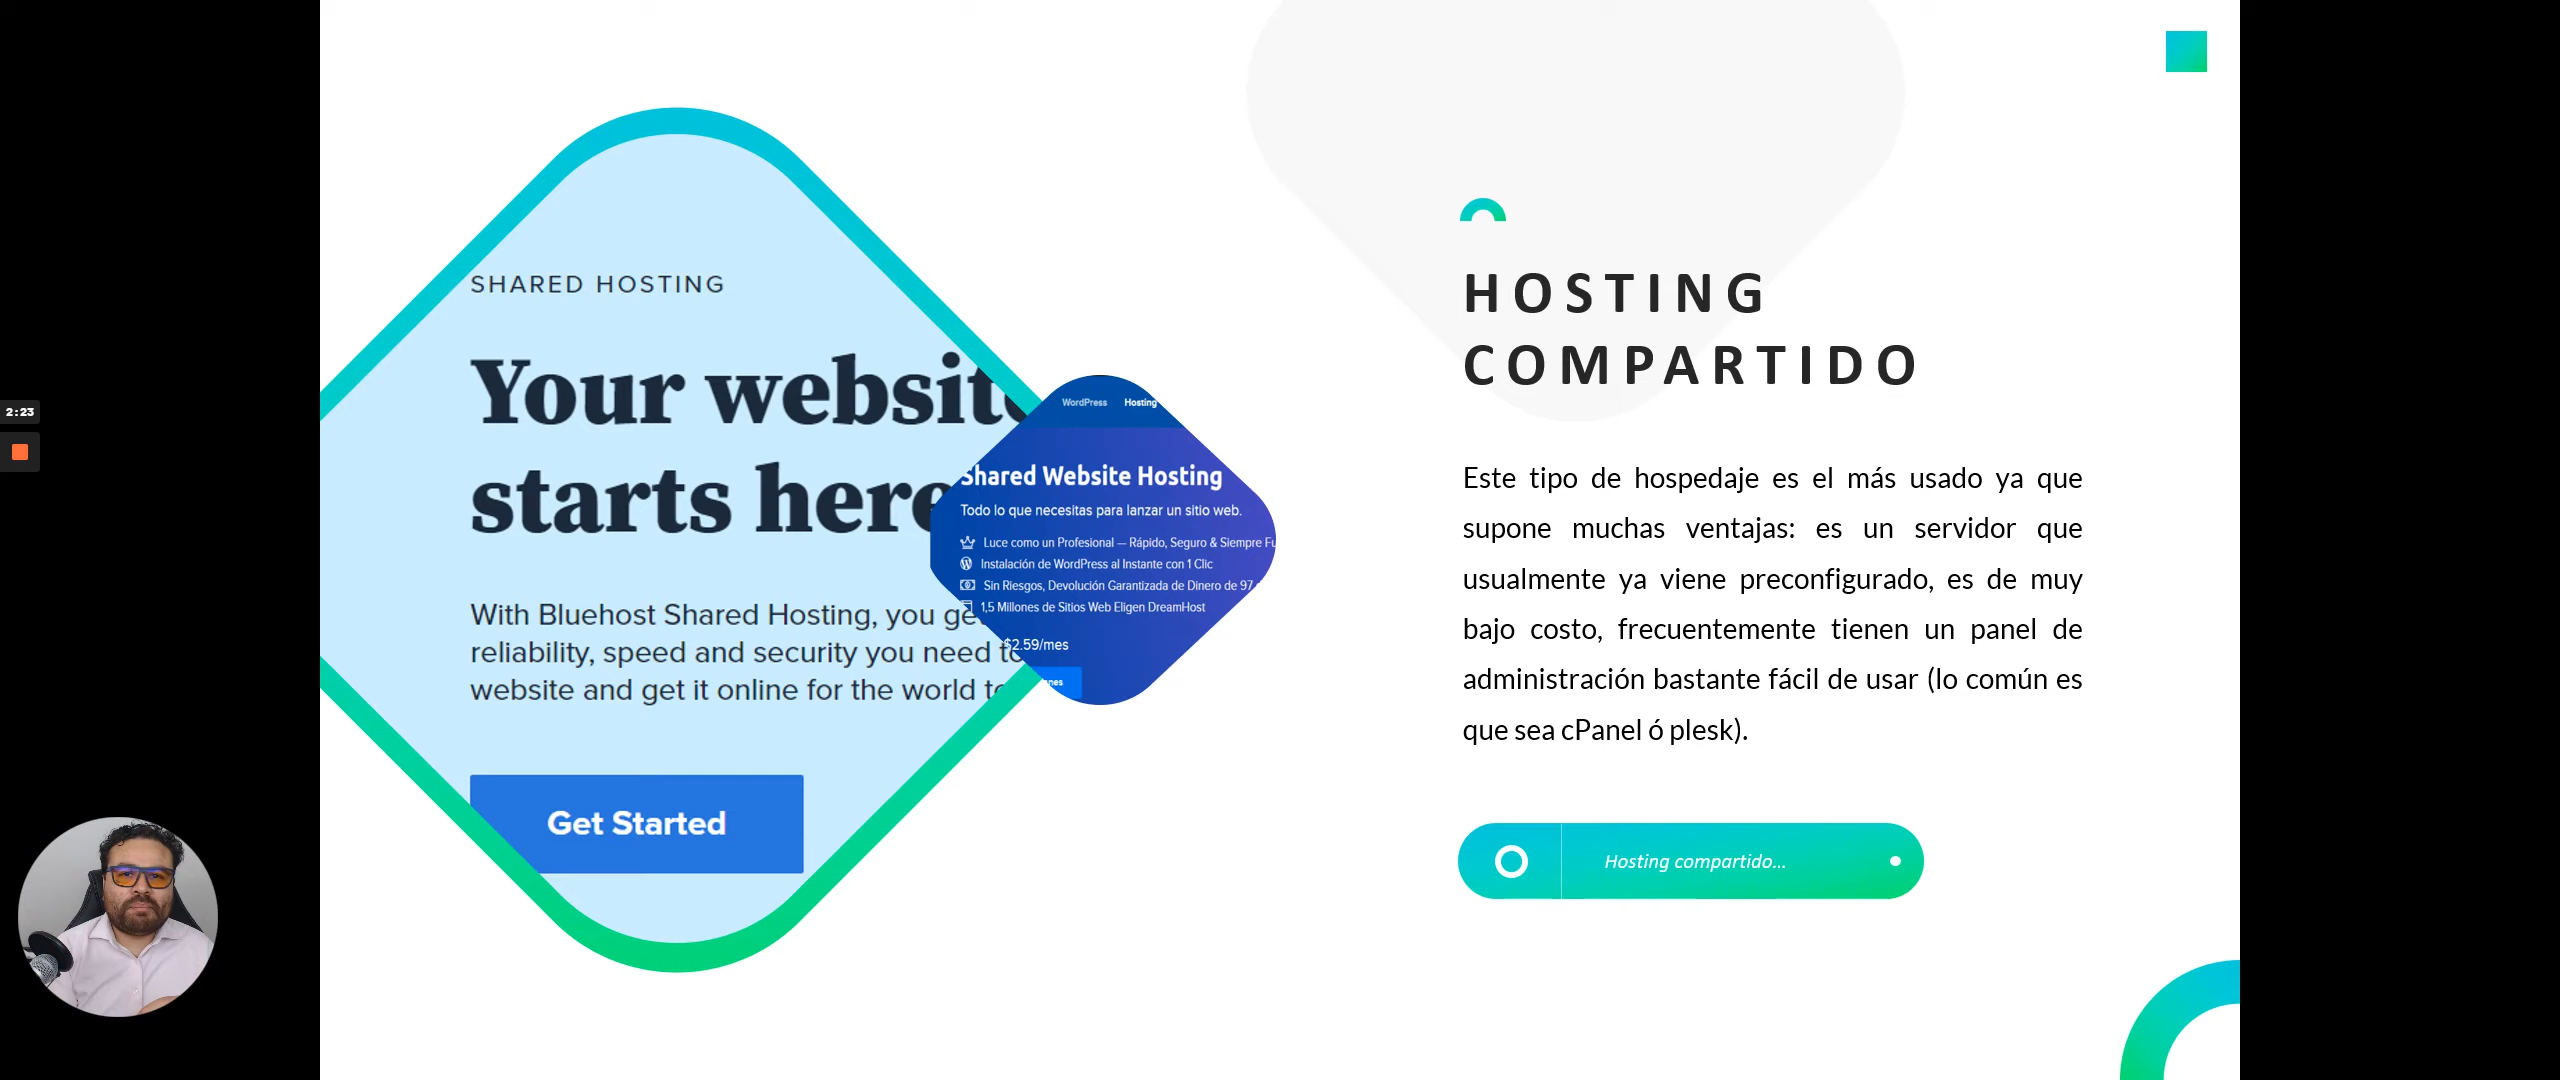 2:23
SHARED HOSTING
Your website
starts here
With Bluehost Shared Hosting, you get
reliability, speed and security you need to
website and get it online for the world to
Get Started
WordPress Hosting
Shared Website Hosting
Todo lo que necesitas para lanzar un sitio web.
Luce como un Profesional — Rápido, Seguro & Siempre
Instalación de WordPress al Instante con 1 Clic
Sin Riesgos, Devolución Garantizada de Dinero de 97
1,5 Millones de Sitios Web Eligen DreamHost
$2.59/mes
HOSTING
COMPARTIDO
Este tipo de hospedaje es el más usado ya que
supone muchas ventajas: es un servidor que
usualmente ya viene preconfigurado, es de muy
bajo costo, frecuentemente tienen un panel de
administración bastante fácil de usar (lo común es
que sea cPanel ó plesk).
Hosting compartido...